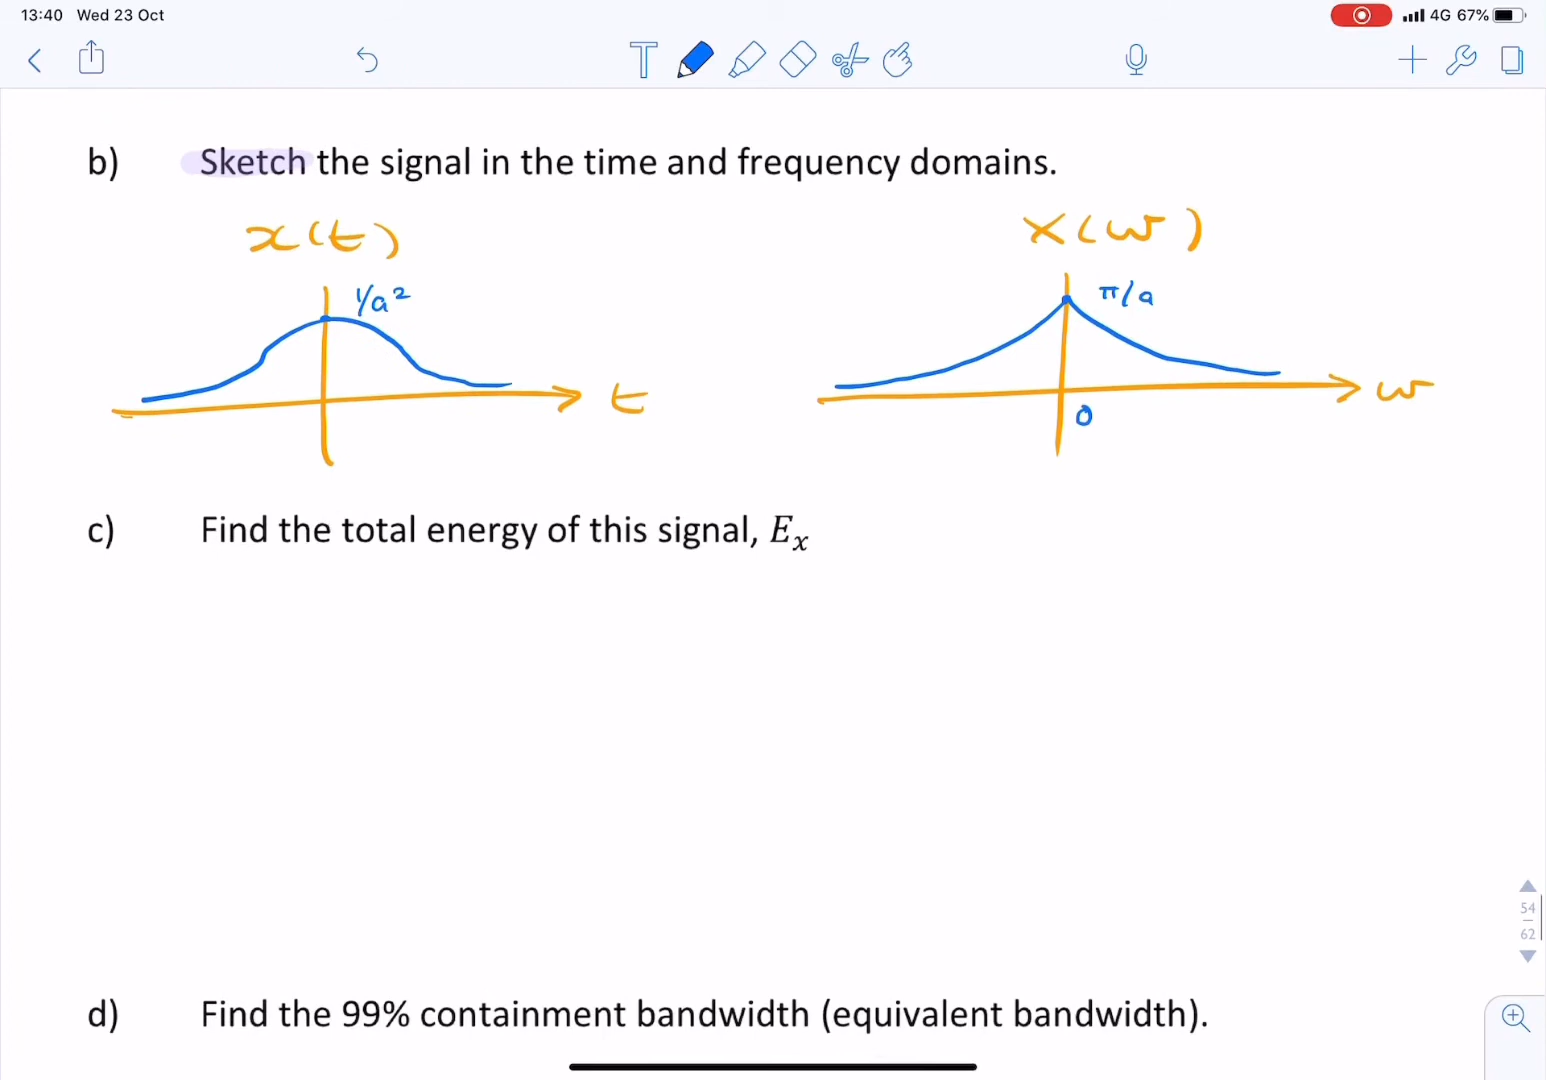 13:40 Wed 23 Oct
4G 67%
T
b) Sketch the signal in the time and frequency domains.
x(t)
X(ω)
1/a²
π/a
t
ω
0
c) Find the total energy of this signal, Eₓ
54
62
d) Find the 99% containment bandwidth (equivalent bandwidth).